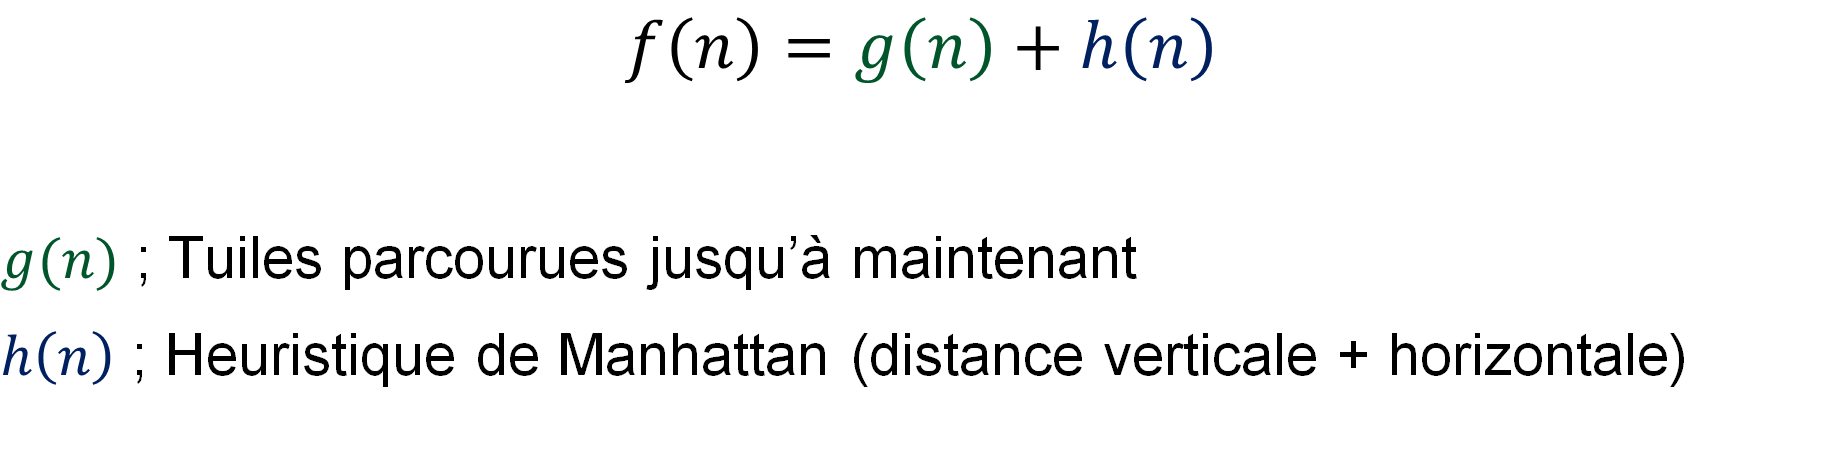 f(n) = g(n) + h(n)
g(n) ; Tuiles parcourues jusqu’à maintenant
h(n) ; Heuristique de Manhattan (distance verticale + horizontale)